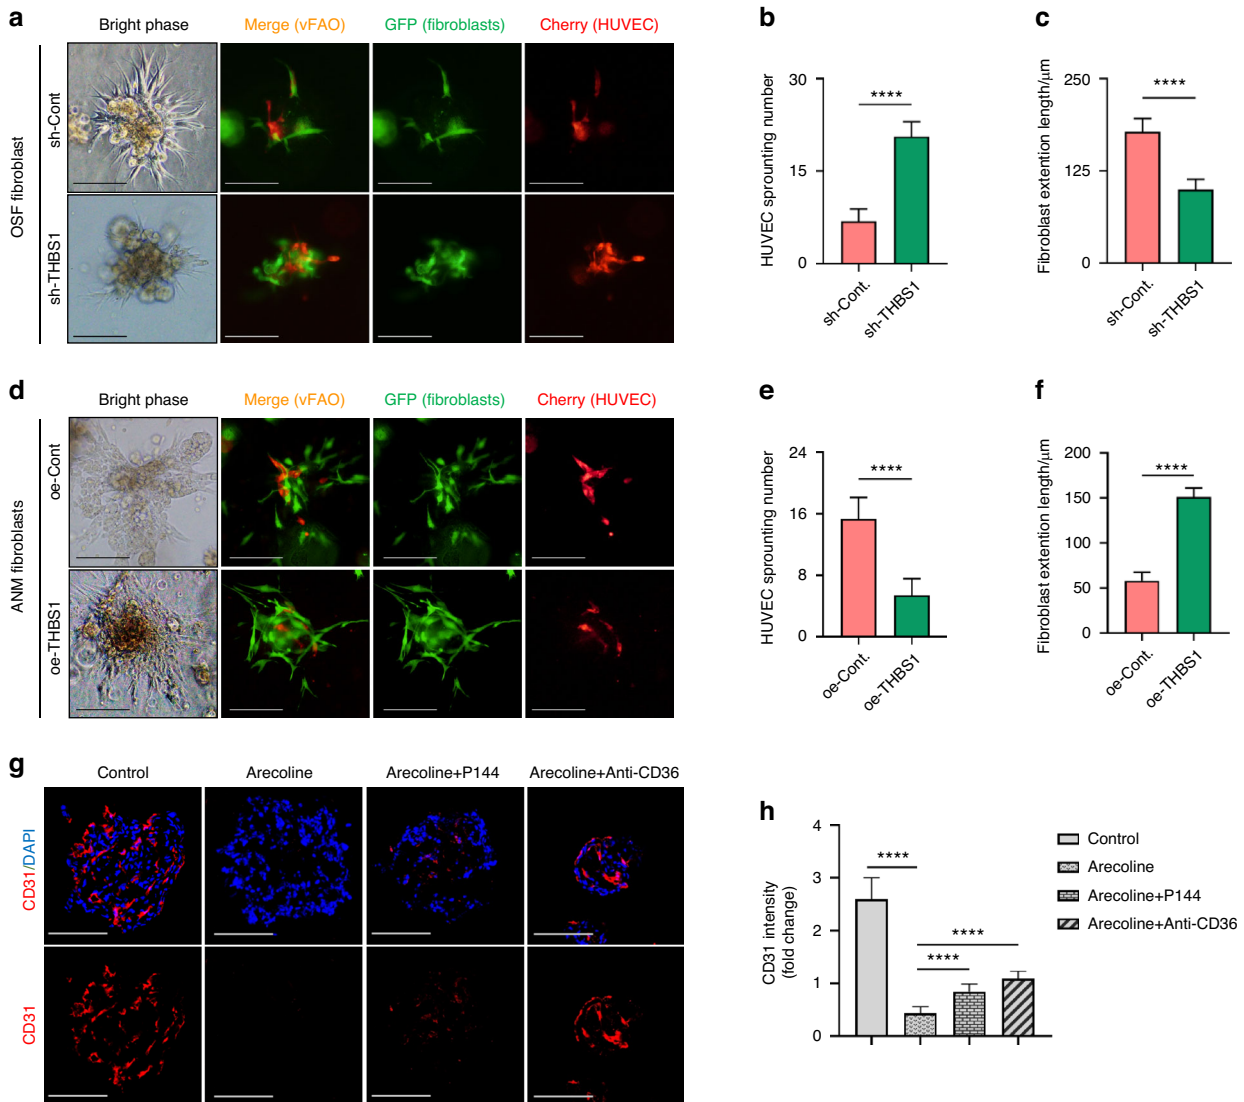 a
Bright phase
Merge (vFAO)
GFP (fibroblasts)
Cherry (HUVEC)
OSF fibroblast
sh-Cont
sh-THBS1
b
HUVEC sprounting number
30
15
0
****
sh-Cont.
sh-THBS1
c
Fibroblast extention length/μm
250
125
0
****
sh-Cont.
sh-THBS1
d
Bright phase
Merge (vFAO)
GFP (fibroblasts)
Cherry (HUVEC)
ANM fibroblasts
oe-Cont
oe-THBS1
e
HUVEC sprounting number
24
16
8
0
****
oe-Cont.
oe-THBS1
f
Fibroblast extention length/μm
200
150
100
50
0
****
oe-Cont.
oe-THBS1
g
Control
Arecoline
Arecoline+P144
Arecoline+Anti-CD36
CD31/DAPI
CD31
h
CD31 intensity
(fold change)
4
3
2
1
0
****
****
****
Control
Arecoline
Arecoline+P144
Arecoline+Anti-CD36